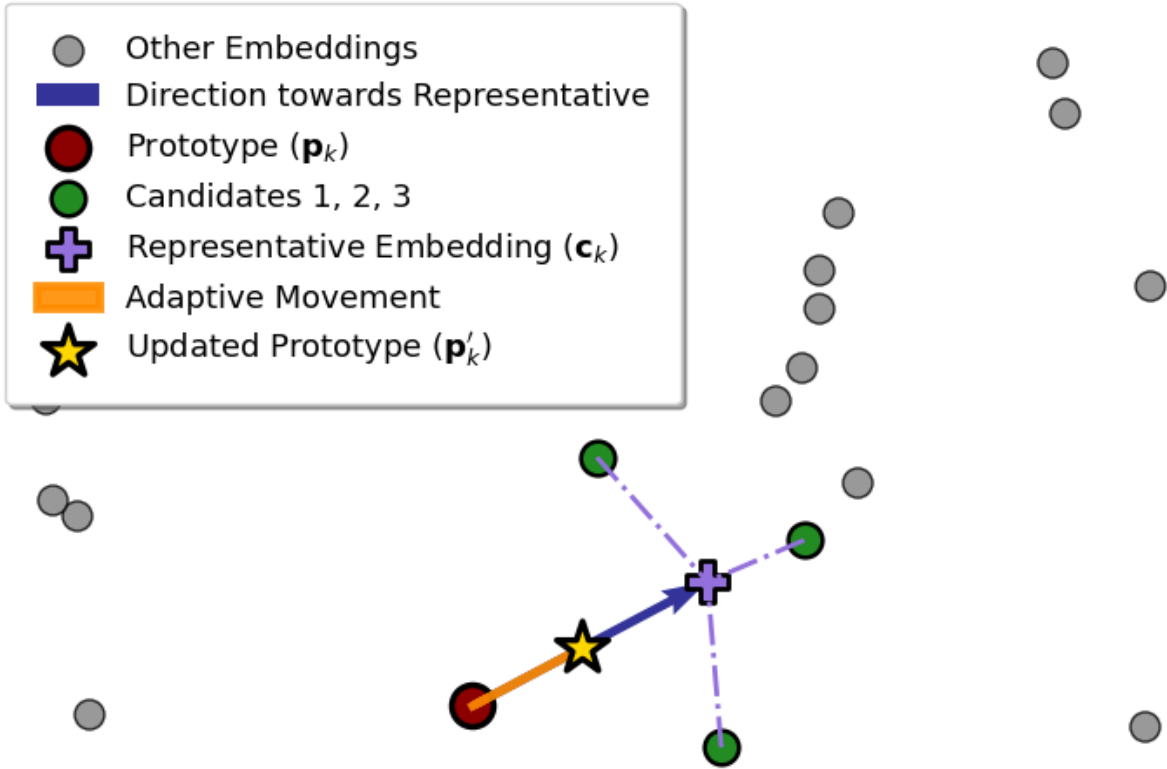 Other Embeddings
Direction towards Representative
Prototype (pₖ)
Candidates 1, 2, 3
Representative Embedding (cₖ)
Adaptive Movement
Updated Prototype (p′ₖ)